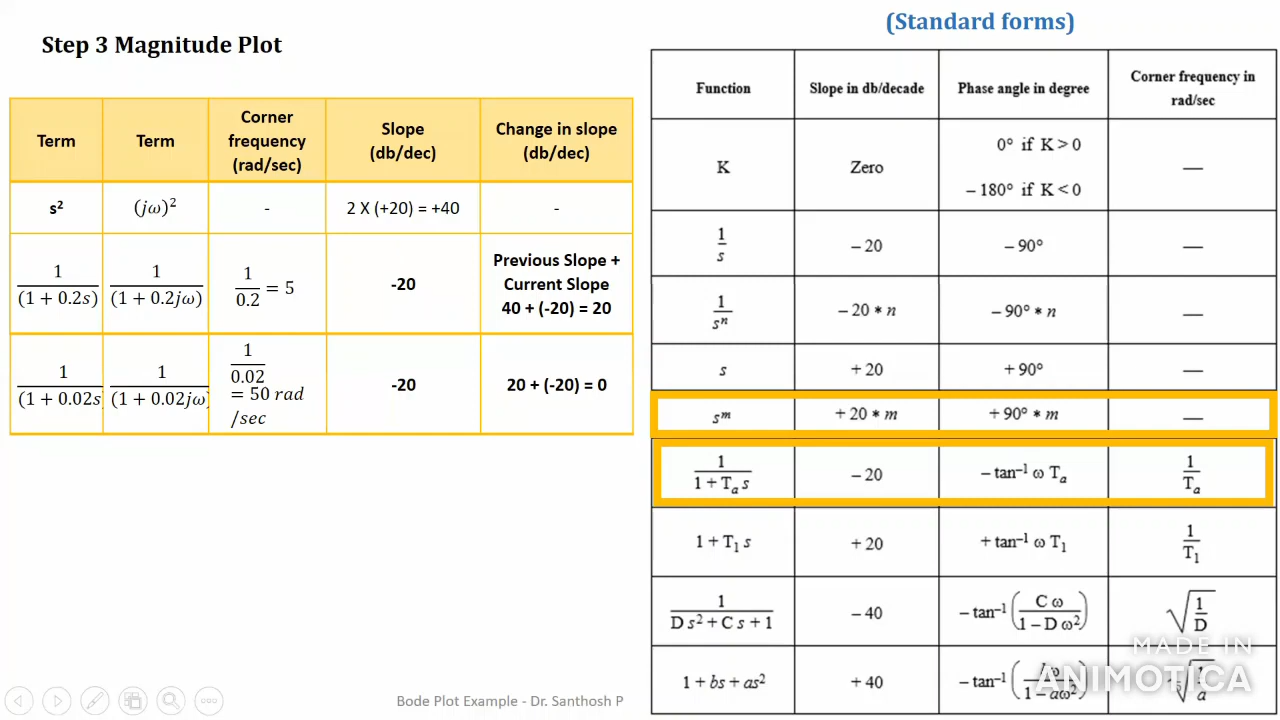 Step 3 Magnitude Plot
Term
Term
Corner
frequency
(rad/sec)
Slope
(db/dec)
Change in slope
(db/dec)
s²
(jω)²
-
2 X (+20) = +40
-
1
(1 + 0.2s)
1
(1 + 0.2jω)
1
0.2
= 5
-20
Previous Slope +
Current Slope
40 + (-20) = 20
1
(1 + 0.02s
1
(1 + 0.02jω)
1
0.02
= 50 rad
/sec
-20
20 + (-20) = 0
(Standard forms)
Function
Slope in db/decade
Phase angle in degree
Corner frequency in
rad/sec
K
Zero
0° if K > 0
– 180° if K < 0
—
1
s
– 20
– 90°
—
1
sⁿ
– 20 * n
– 90° * n
—
s
+ 20
+ 90°
—
sᵐ
+ 20 * m
+ 90° * m
—
1
1 + Tₐ s
– 20
– tan⁻¹ ω Tₐ
1
Tₐ
1 + T₁ s
+ 20
+ tan⁻¹ ω T₁
1
T₁
1
D s² + C s + 1
– 40
– tan⁻¹ (C ω / 1 – D ω²)
√(1 / D)
1 + bs + as²
+ 40
– tan⁻¹ (bω / 1 – aω²)
√(1 / a)
MADE IN
ANIMOTICA
Bode Plot Example - Dr. Santhosh P